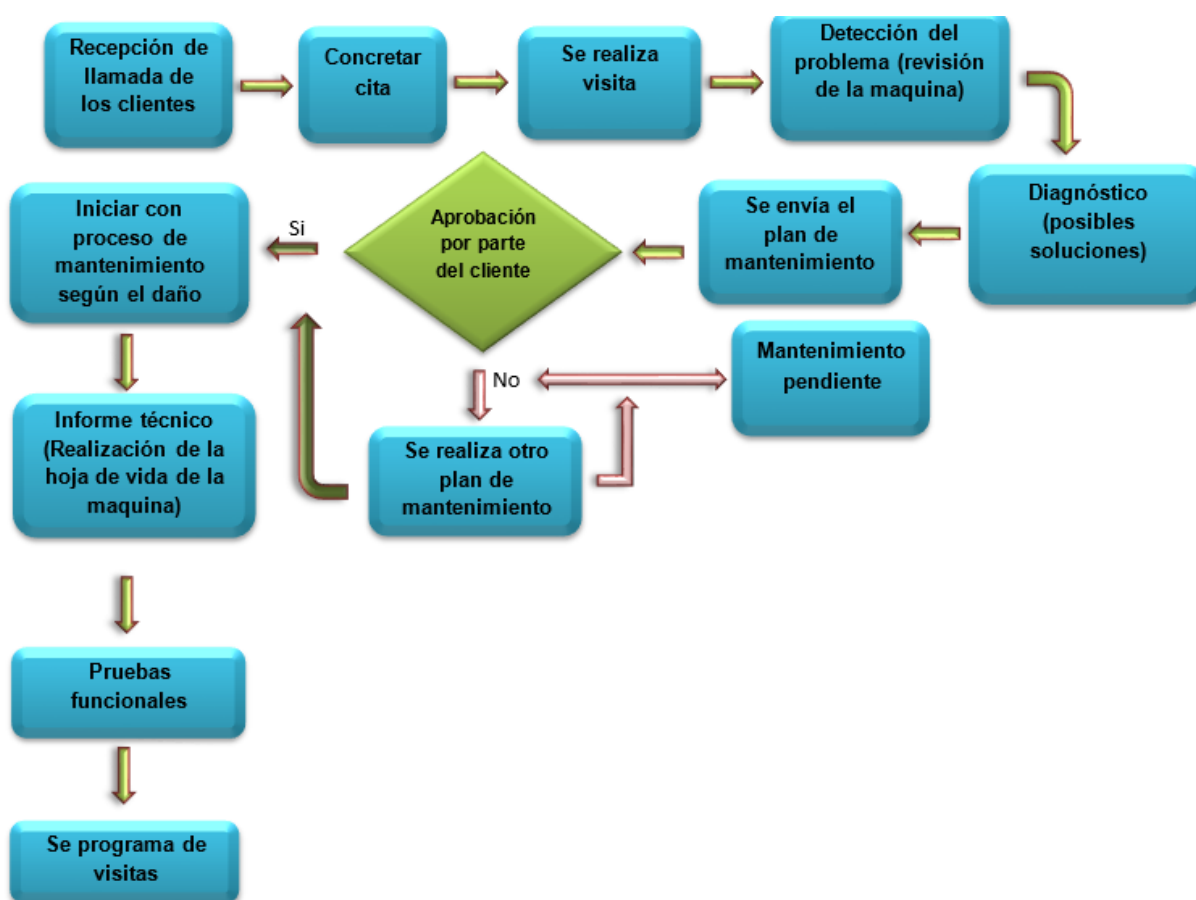 Recepción de
llamada de
los clientes
Concretar
cita
Se realiza
visita
Detección del
problema (revisión
de la maquina)
Diagnóstico
(posibles
soluciones)
Se envía el
plan de
mantenimiento
Aprobación
por parte
del cliente
Si
Iniciar con
proceso de
mantenimiento
según el daño
No
Mantenimiento
pendiente
Se realiza otro
plan de
mantenimiento
Informe técnico
(Realización de la
hoja de vida de la
maquina)
Pruebas
funcionales
Se programa de
visitas